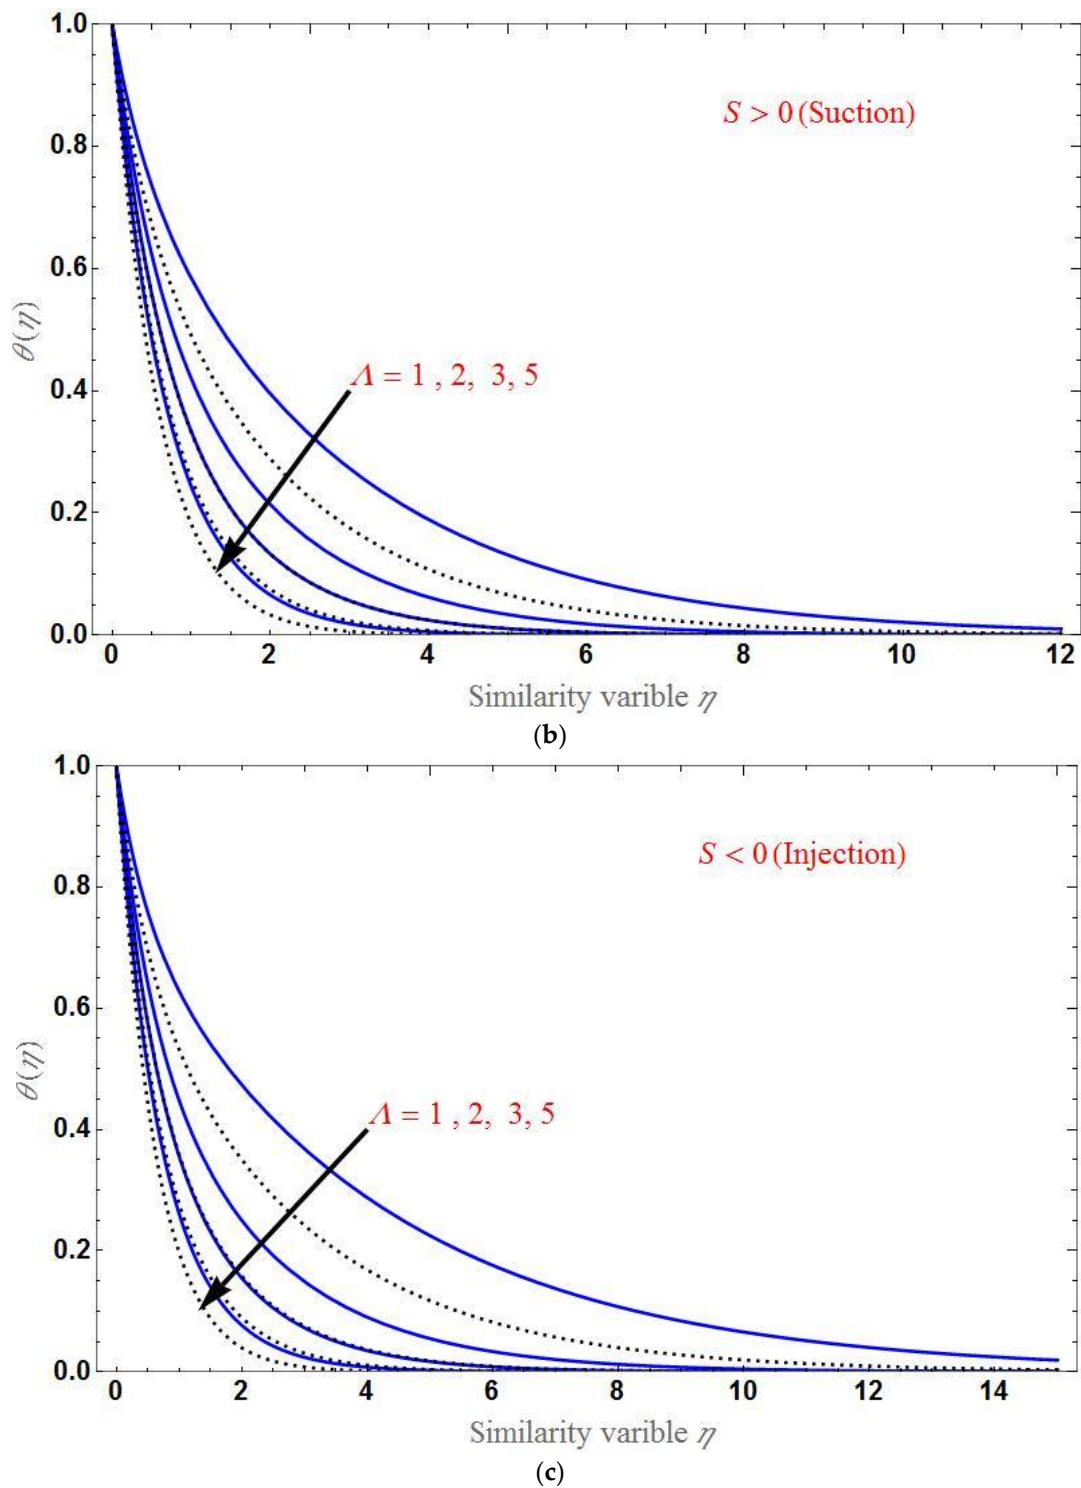 1.0
0.8
0.6
0.4
0.2
0.0
θ(η)
S > 0 (Suction)
Λ = 1 , 2, 3, 5
0 2 4 6 8 10 12
Similarity varible η
(b)
1.0
0.8
0.6
0.4
0.2
0.0
θ(η)
S < 0 (Injection)
Λ = 1 , 2, 3, 5
0 2 4 6 8 10 12 14
Similarity varible η
(c)